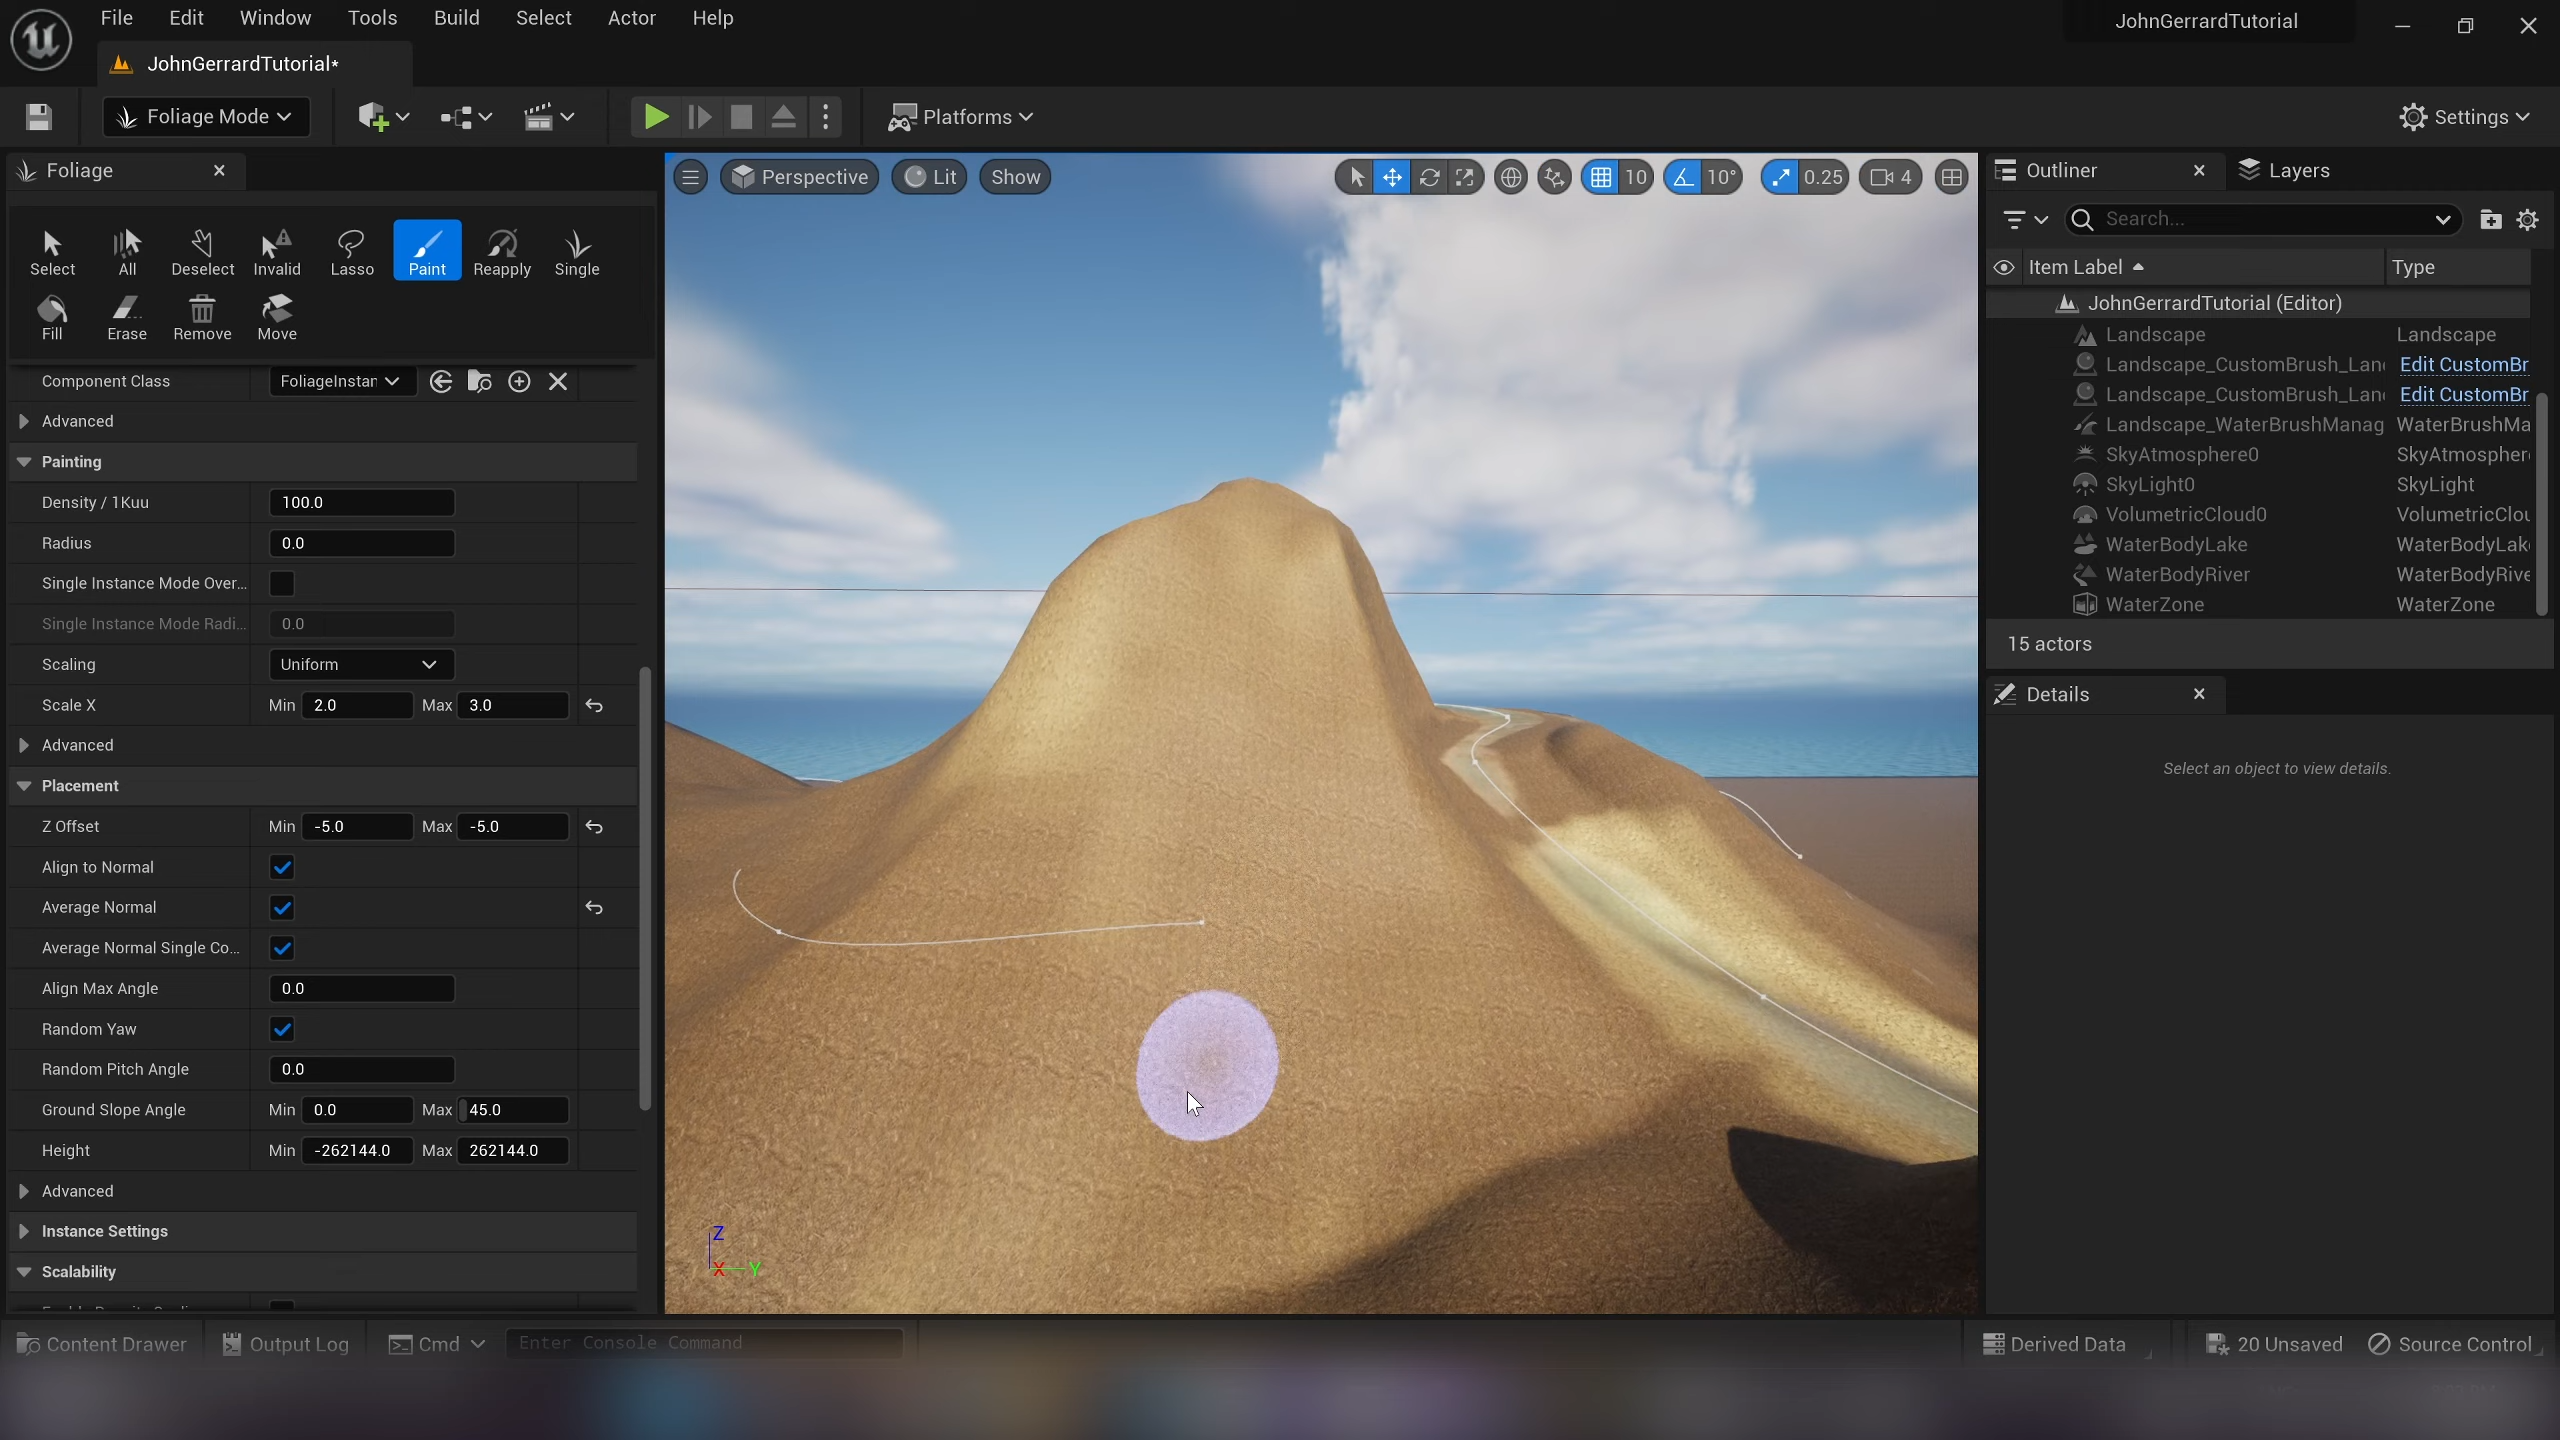 File Edit Window Tools Build Select Actor Help
JohnGerrardTutorial
JohnGerrardTutorial*
Foliage Mode
Platforms
Settings
Foliage
Select All Deselect Invalid Lasso Paint Reapply Single
Fill Erase Remove Move
Component Class FoliageInstan
Advanced
Painting
Density / 1Kuu 100.0
Radius 0.0
Single Instance Mode Over...
Single Instance Mode Radi... 0.0
Scaling Uniform
Scale X Min 2.0 Max 3.0
Advanced
Placement
Z Offset Min -5.0 Max -5.0
Align to Normal
Average Normal
Average Normal Single Co...
Align Max Angle 0.0
Random Yaw
Random Pitch Angle 0.0
Ground Slope Angle Min 0.0 Max 45.0
Height Min -262144.0 Max 262144.0
Advanced
Instance Settings
Scalability
Perspective Lit Show
10 10° 0.25 4
Z
X Y
Outliner Layers
Search...
Item Label Type
JohnGerrardTutorial (Editor)
Landscape Landscape
Landscape_CustomBrush_Lan Edit CustomBr
Landscape_CustomBrush_Lan Edit CustomBr
Landscape_WaterBrushManag WaterBrushMa
SkyAtmosphere0 SkyAtmospher
SkyLight0 SkyLight
VolumetricCloud0 VolumetricClou
WaterBodyLake WaterBodyLak
WaterBodyRiver WaterBodyRive
WaterZone WaterZone
15 actors
Details
Select an object to view details.
Content Drawer Output Log Cmd Enter Console Command
Derived Data 20 Unsaved Source Control